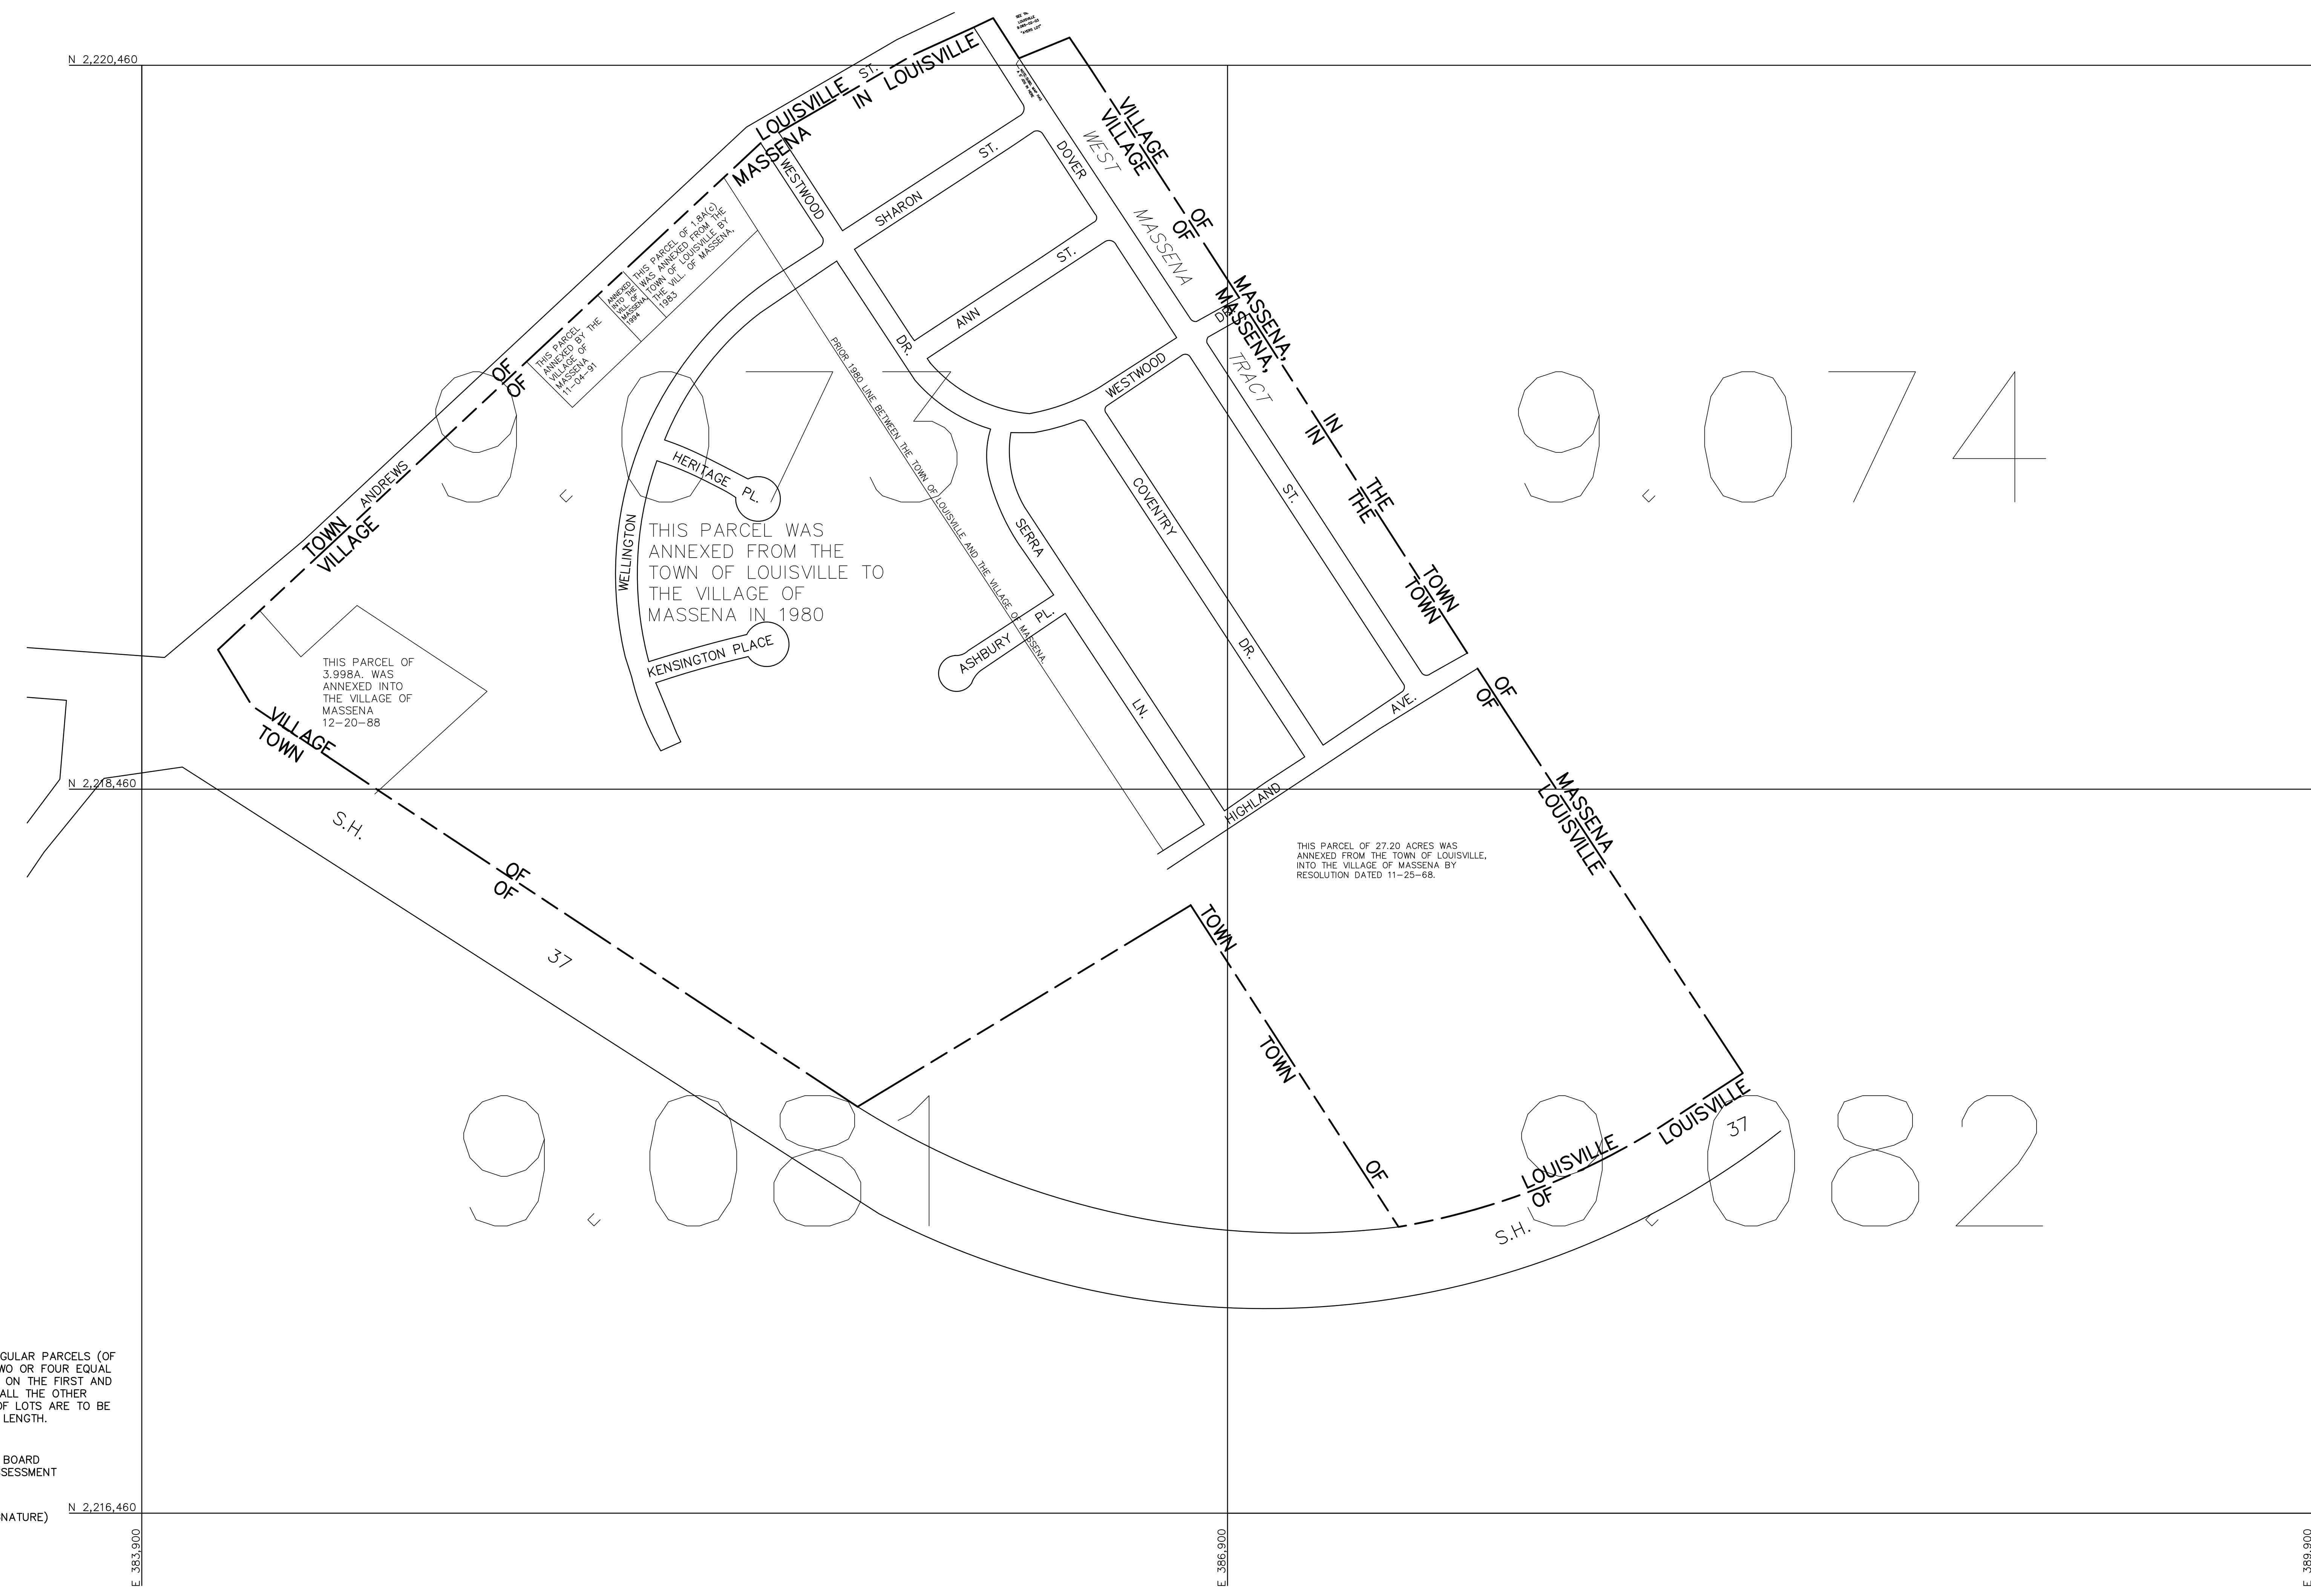 N 2,220,460
LOUISVILLE ST.
MASSENA IN LOUISVILLE
WESTWOOD
SHARON ST.
DOVER
VILLAGE
VILLAGE
WEST
MASSENA
TRACT
OF
OF
MASSENA,
MASSENA,
DR.
IN
IN
THE
THE
TOWN
TOWN
OF
OF
MASSENA
LOUISVILLE
THIS PARCEL OF 1.8A(c)
WAS ANNEXED FROM THE
TOWN OF LOUISVILLE BY
THE VILL. OF MASSENA,
1983
ANNEXED
INTO THE
VILL. OF
MASSENA
1994
THIS PARCEL
ANNEXED BY THE
VILLAGE OF
MASSENA
11-04-91
OF
OF
ANN ST.
DR.
WESTWOOD
ST.
PRIOR 1980 LINE BETWEEN THE TOWN OF LOUISVILLE AND THE VILLAGE OF MASSENA.
9.073
9.074
ANDREWS
TOWN
VILLAGE
HERITAGE PL.
WELLINGTON
THIS PARCEL WAS
ANNEXED FROM THE
TOWN OF LOUISVILLE TO
THE VILLAGE OF
MASSENA IN 1980
COVENTRY
DR.
SERRA
LN.
KENSINGTON PLACE
ASHBURY PL.
HIGHLAND AVE.
THIS PARCEL OF
3.998A. WAS
ANNEXED INTO
THE VILLAGE OF
MASSENA
12-20-88
VILLAGE
TOWN
N 2,218,460
S.H.
OF
OF
37
THIS PARCEL OF 27.20 ACRES WAS
ANNEXED FROM THE TOWN OF LOUISVILLE,
INTO THE VILLAGE OF MASSENA BY
RESOLUTION DATED 11-25-68.
TOWN
TOWN
OF
LOUISVILLE
OF
LOUISVILLE
S.H.
37
9.081
9.082
GULAR PARCELS (OF
WO OR FOUR EQUAL
ON THE FIRST AND
ALL THE OTHER
OF LOTS ARE TO BE
LENGTH.
BOARD
SESSMENT
NATURE)
N 2,216,460
E 383,900
E 386,900
E 389,900